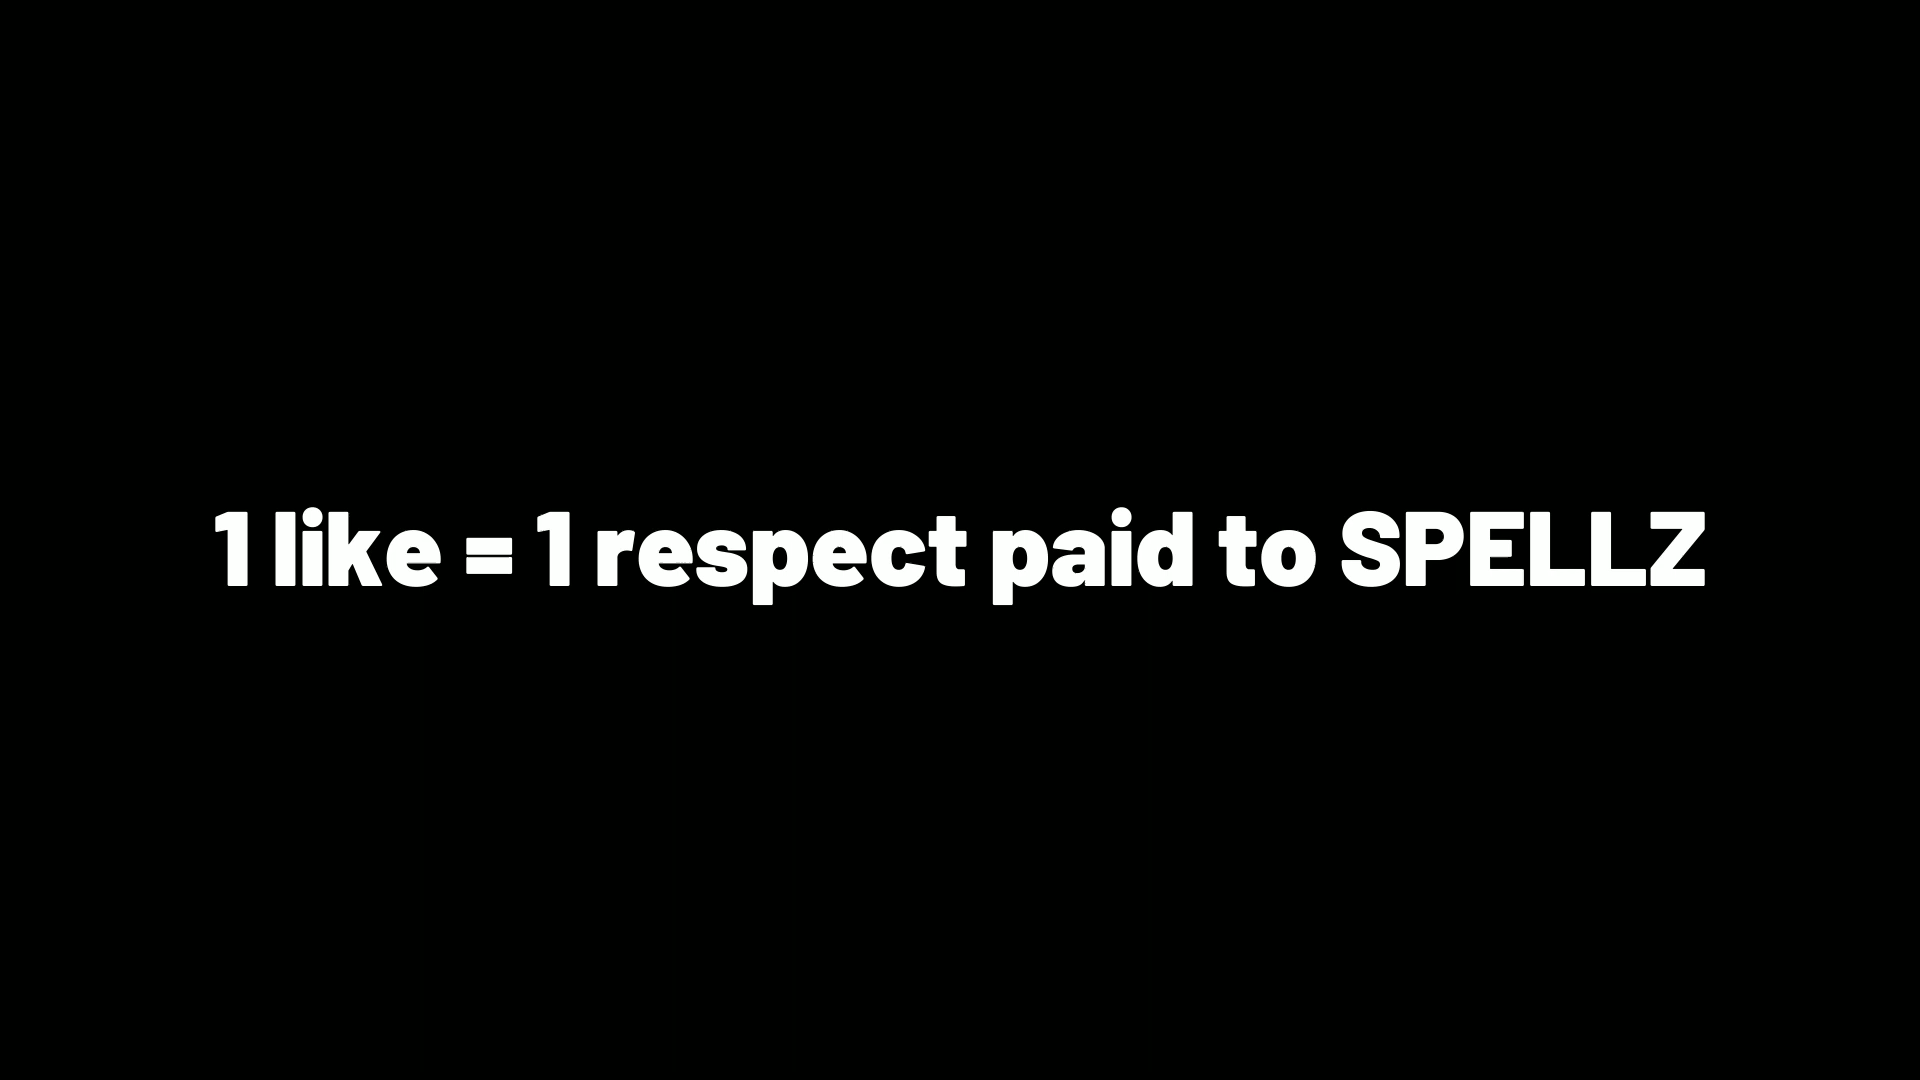 1 like = 1 respect paid to SPELLZ